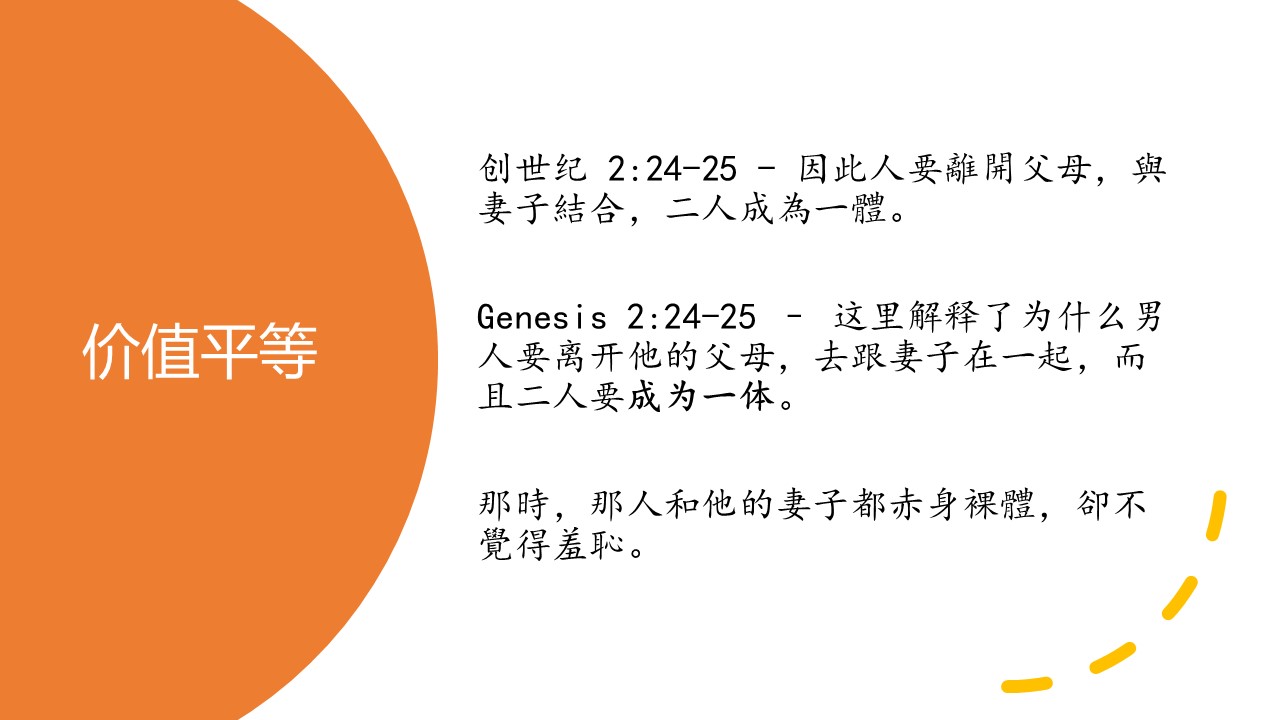 价值平等
创世纪 2:24-25 - 因此人要離開父母，與
妻子結合，二人成為一體。
Genesis 2:24-25 – 这里解释了为什么男
人要离开他的父母，去跟妻子在一起，而
且二人要成为一体。
那時，那人和他的妻子都赤身裸體，卻不
覺得羞恥。